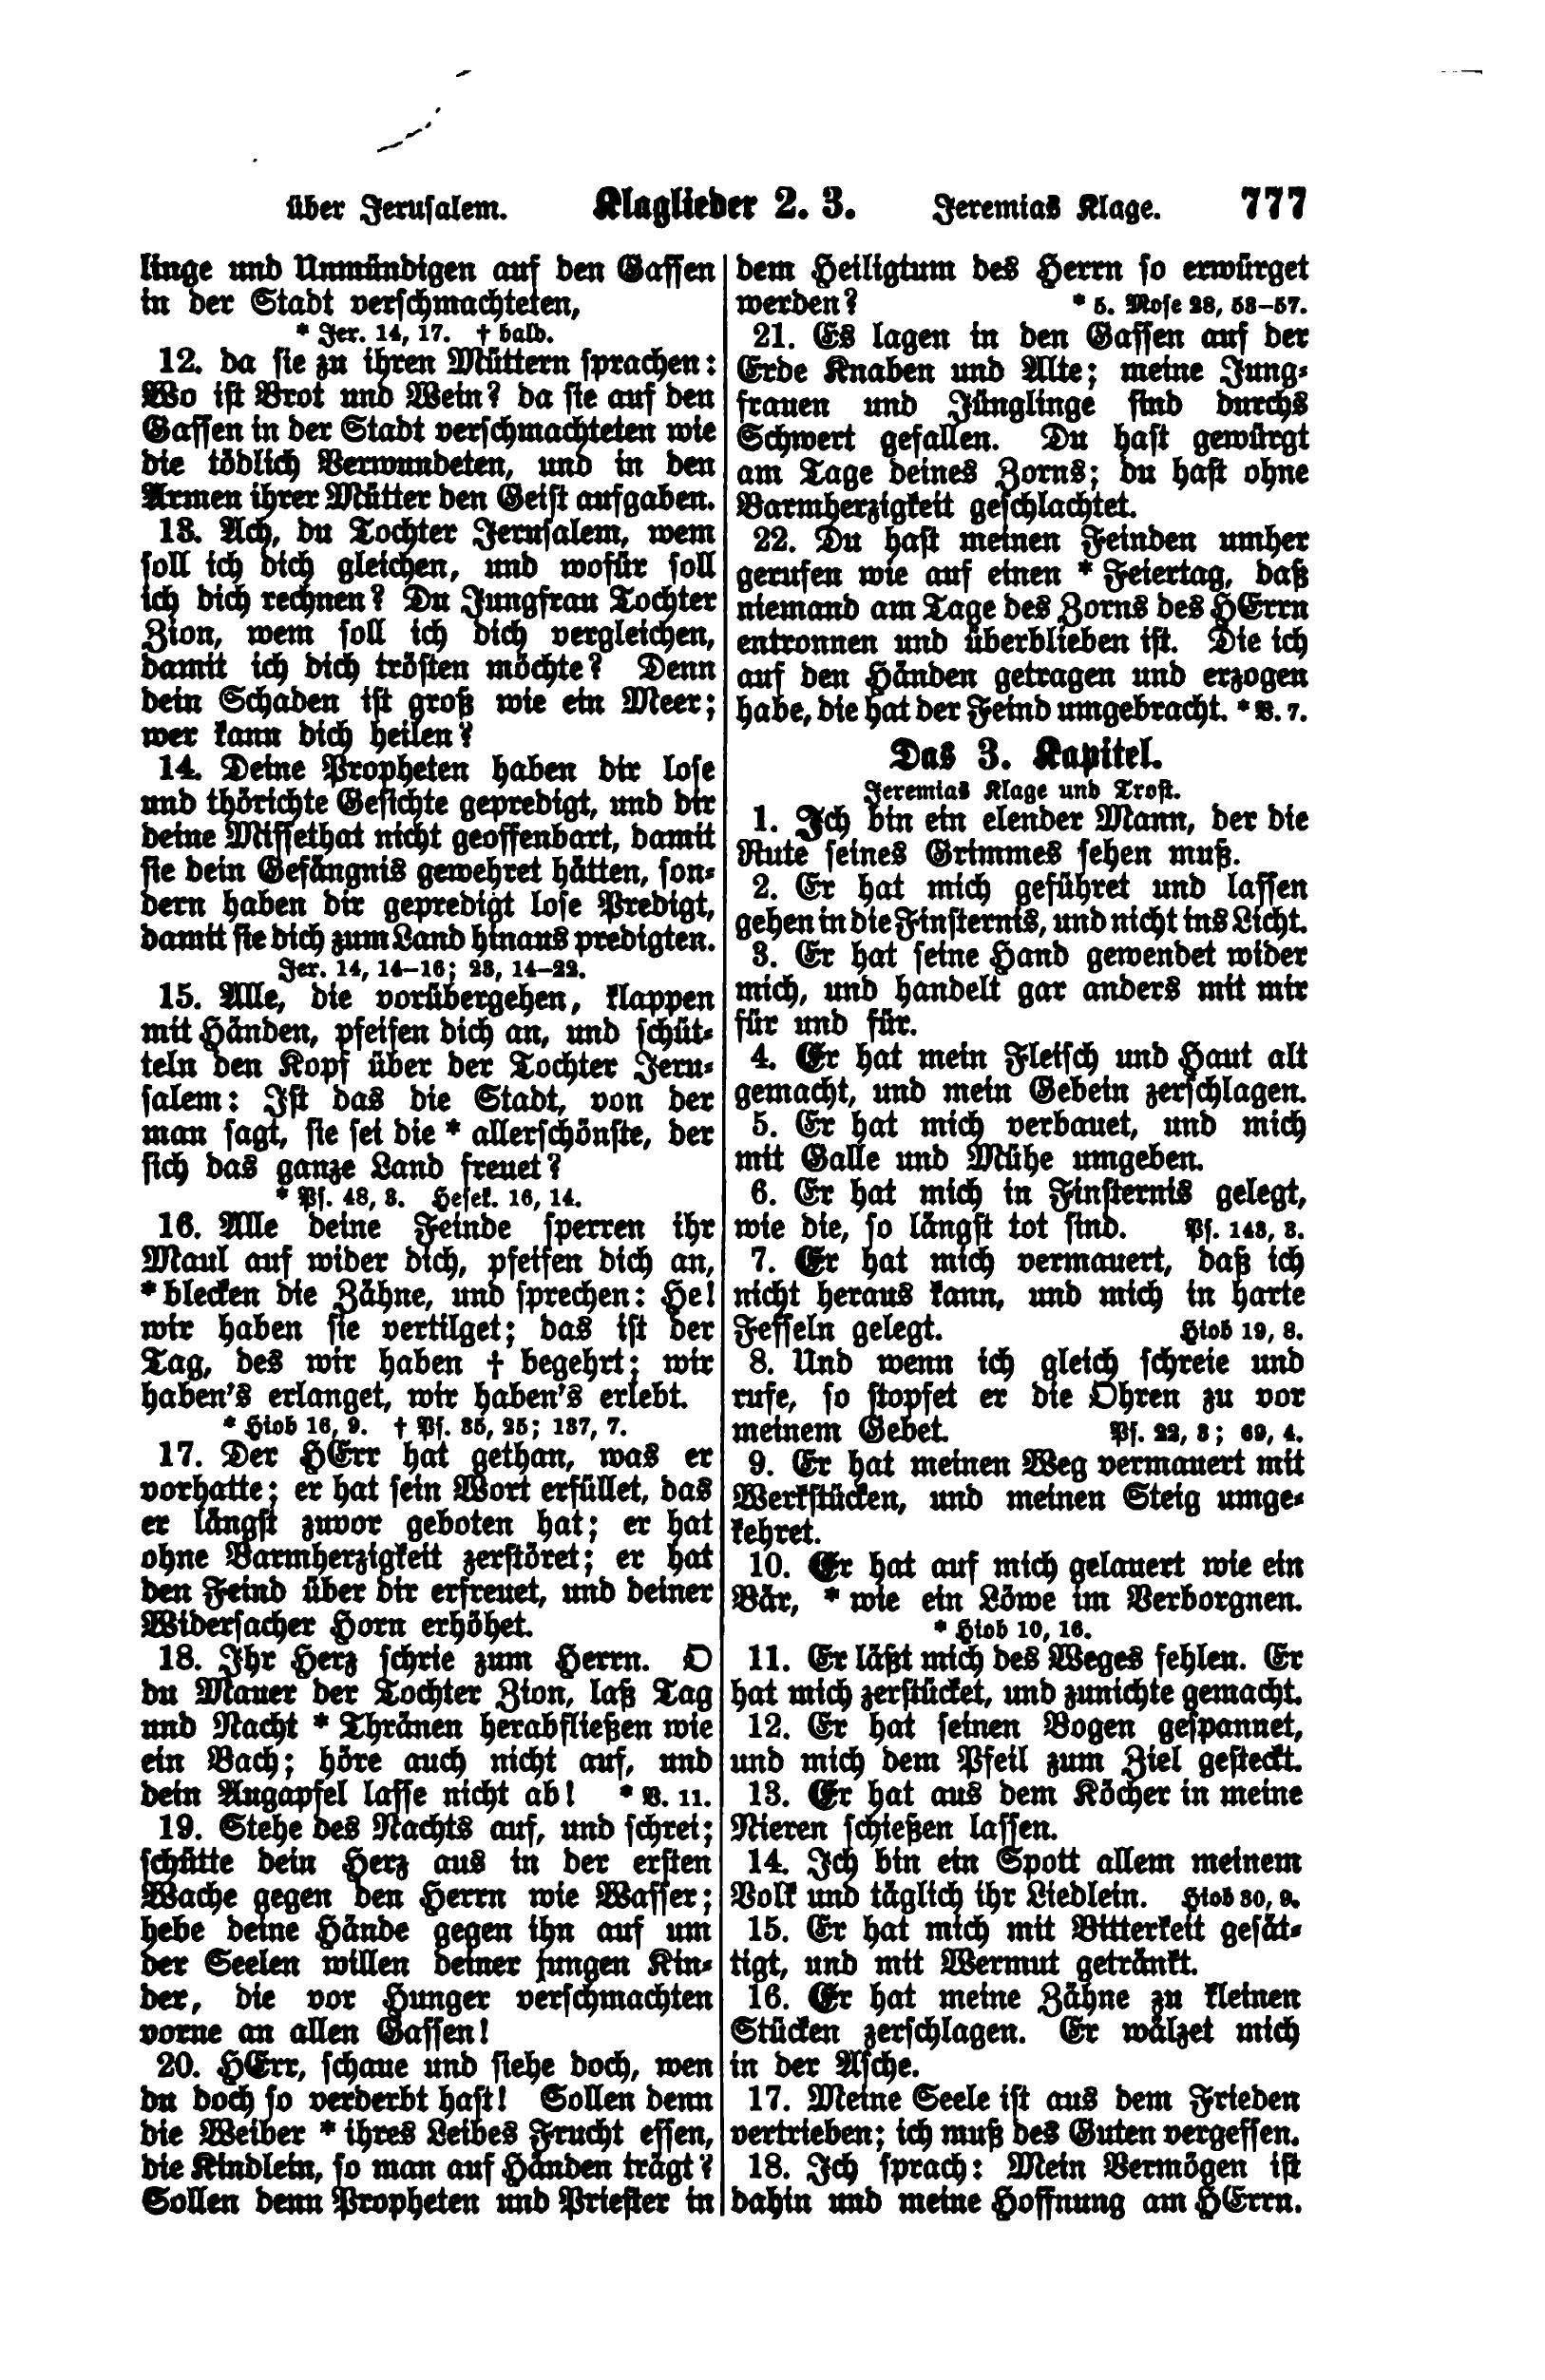 über Jerusalem. Klaglieder 2. 3. Jeremias Klage. 777
linge und Unmündigen auf den Gassen
in der Stadt verschmachteten,
* Jer. 14, 17. † bald.
12. da sie zu ihren Müttern sprachen:
Wo ist Brot und Wein? da sie auf den
Gassen in der Stadt verschmachteten wie
die tödlich Verwundeten, und in den
Armen ihrer Mütter den Geist aufgaben.
13. Ach, du Tochter Jerusalem, wem
soll ich dich gleichen, und wofür soll
ich dich rechnen? Du Jungfrau Tochter
Zion, wem soll ich dich vergleichen,
damit ich dich trösten möchte? Denn
dein Schaden ist groß wie ein Meer;
wer kann dich heilen?
14. Deine Propheten haben dir lose
und thörichte Gesichte gepredigt, und dir
deine Missethat nicht geoffenbart, damit
sie dein Gefängnis gewehret hätten, son-
dern haben dir gepredigt lose Predigt,
damit sie dich zum Land hinaus predigten.
Jer. 14, 14–16; 23, 14–22.
15. Alle, die vorübergehen, klappen
mit Händen, pfeifen dich an, und schüt-
teln den Kopf über der Tochter Jeru-
salem: Ist das die Stadt, von der
man sagt, sie sei die * allerschönste, der
sich das ganze Land freuet?
* Ps. 48, 3. Hesek. 16, 14.
16. Alle deine Feinde sperren ihr
Maul auf wider dich, pfeifen dich an,
* blecken die Zähne, und sprechen: He!
wir haben sie vertilget; das ist der
Tag, des wir haben † begehrt; wir
haben's erlanget, wir haben's erlebt.
* Hiob 16, 9. † Ps. 35, 25; 137, 7.
17. Der HErr hat gethan, was er
vorhatte; er hat sein Wort erfüllet, das
er längst zuvor geboten hat; er hat
ohne Barmherzigkeit zerstöret; er hat
den Feind über dir erfreuet, und deiner
Widersacher Horn erhöhet.
18. Ihr Herz schrie zum Herrn. O
du Mauer der Tochter Zion, laß Tag
und Nacht * Thränen herabfließen wie
ein Bach; höre auch nicht auf, und
dein Augapfel lasse nicht ab! * V. 11.
19. Stehe des Nachts auf, und schrei;
schütte dein Herz aus in der ersten
Wache gegen den Herrn wie Wasser;
hebe deine Hände gegen ihn auf um
der Seelen willen deiner jungen Kin-
der, die vor Hunger verschmachten
vorne an allen Gassen!
20. HErr, schaue und siehe doch, wen
du doch so verderbt hast! Sollen denn
die Weiber * ihres Leibes Frucht essen,
die Kindlein, so man auf Händen trägt?
Sollen denn Propheten und Priester in
dem Heiligtum des Herrn so erwürget
werden? * 5. Mose 28, 53–57.
21. Es lagen in den Gassen auf der
Erde Knaben und Alte; meine Jung-
frauen und Jünglinge sind durchs
Schwert gefallen. Du hast gewürgt
am Tage deines Zorns; du hast ohne
Barmherzigkeit geschlachtet.
22. Du hast meinen Feinden umher
gerufen wie auf einen * Feiertag, daß
niemand am Tage des Zorns des HErrn
entronnen und überblieben ist. Die ich
auf den Händen getragen und erzogen
habe, die hat der Feind umgebracht. * V. 7.
Das 3. Kapitel.
Jeremias Klage und Trost.
1. Ich bin ein elender Mann, der die
Rute seines Grimmes sehen muß.
2. Er hat mich geführet und lassen
gehen in die Finsternis, und nicht ins Licht.
3. Er hat seine Hand gewendet wider
mich, und handelt gar anders mit mir
für und für.
4. Er hat mein Fleisch und Haut alt
gemacht, und mein Gebein zerschlagen.
5. Er hat mich verbauet, und mich
mit Galle und Mühe umgeben.
6. Er hat mich in Finsternis gelegt,
wie die, so längst tot sind. Ps. 143, 3.
7. Er hat mich vermauert, daß ich
nicht heraus kann, und mich in harte
Fesseln gelegt. Hiob 19, 8.
8. Und wenn ich gleich schreie und
rufe, so stopfet er die Ohren zu vor
meinem Gebet. Ps. 22, 3; 69, 4.
9. Er hat meinen Weg vermauert mit
Werkstücken, und meinen Steig umge-
kehret.
10. Er hat auf mich gelauert wie ein
Bär, * wie ein Löwe im Verborgnen.
* Hiob 10, 16.
11. Er läßt mich des Weges fehlen. Er
hat mich zerstücket, und zunichte gemacht.
12. Er hat seinen Bogen gespannet,
und mich dem Pfeil zum Ziel gesteckt.
13. Er hat aus dem Köcher in meine
Nieren schießen lassen.
14. Ich bin ein Spott allem meinem
Volk und täglich ihr Liedlein. Hiob 30, 9.
15. Er hat mich mit Bitterkeit gesät-
tigt, und mit Wermut getränkt.
16. Er hat meine Zähne zu kleinen
Stücken zerschlagen. Er wälzet mich
in der Asche.
17. Meine Seele ist aus dem Frieden
vertrieben; ich muß des Guten vergessen.
18. Ich sprach: Mein Vermögen ist
dahin und meine Hoffnung am HErrn.